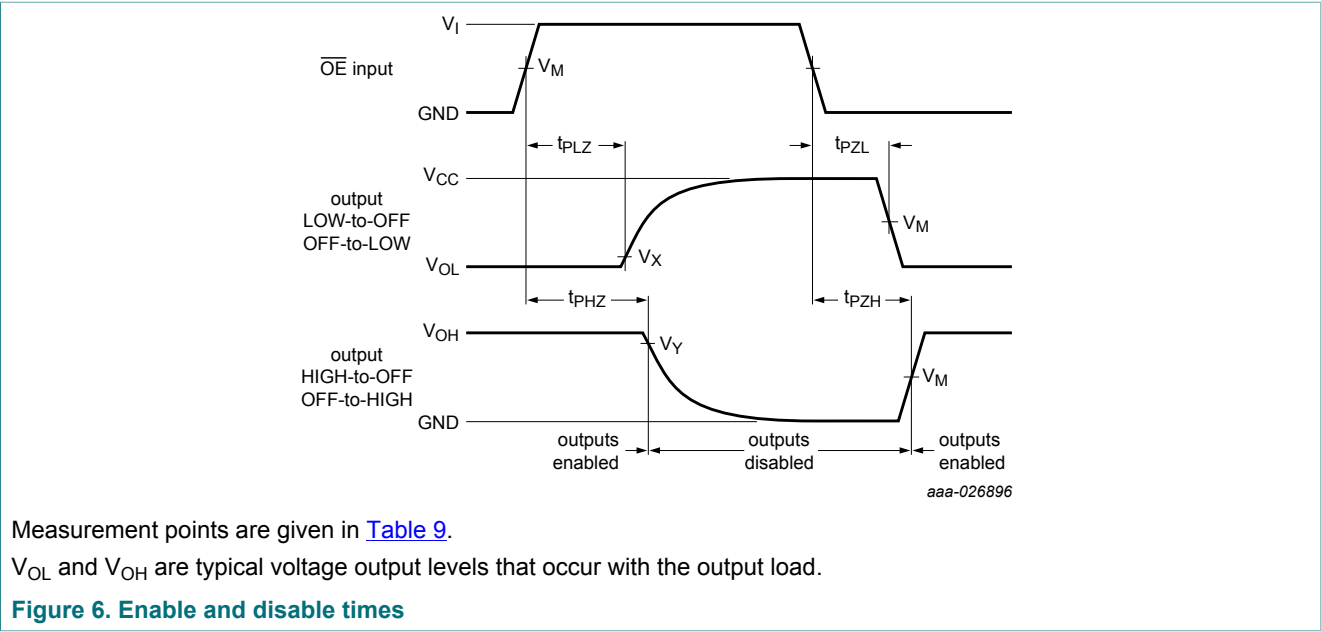 V_I
OE input
V_M
GND
t_PLZ
t_PZL
V_CC
output
LOW-to-OFF
OFF-to-LOW
V_M
V_X
V_OL
t_PHZ
t_PZH
V_OH
V_Y
output
HIGH-to-OFF
OFF-to-HIGH
V_M
GND
outputs
enabled
outputs
disabled
outputs
enabled
aaa-026896
Measurement points are given in Table 9.
V_OL and V_OH are typical voltage output levels that occur with the output load.
Figure 6. Enable and disable times